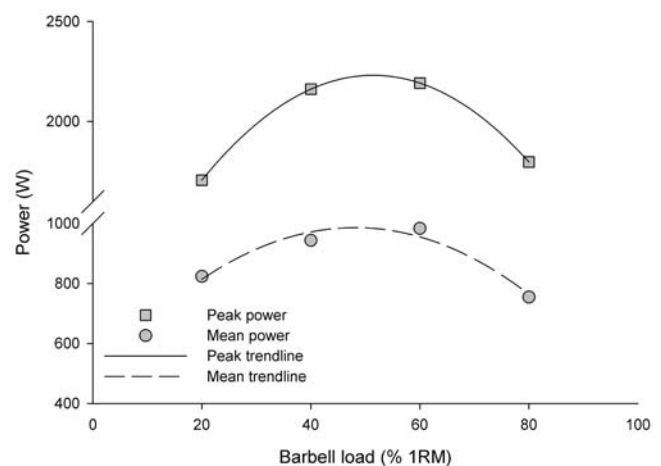 2500
2000
1000
800
600
400
Power (W)
Peak power
Mean power
Peak trendline
Mean trendline
0
20
40
60
80
100
Barbell load (% 1RM)